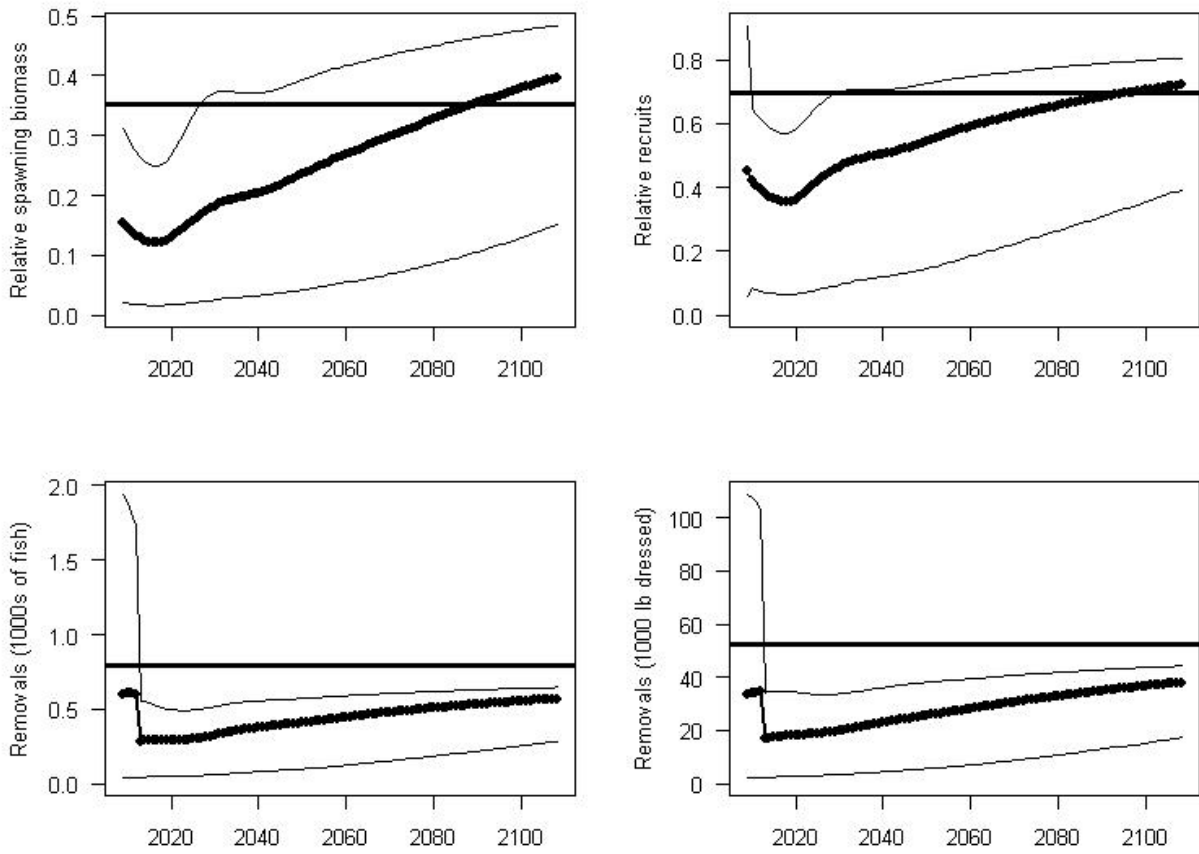 Relative spawning biomass
0.5
0.4
0.3
0.2
0.1
0.0
2020 2040 2060 2080 2100
Relative recruits
0.8
0.6
0.4
0.2
0.0
2020 2040 2060 2080 2100
Removals (1000s of fish)
2.0
1.5
1.0
0.5
0.0
2020 2040 2060 2080 2100
Removals (1000 lb dressed)
100
80
60
40
20
0
2020 2040 2060 2080 2100